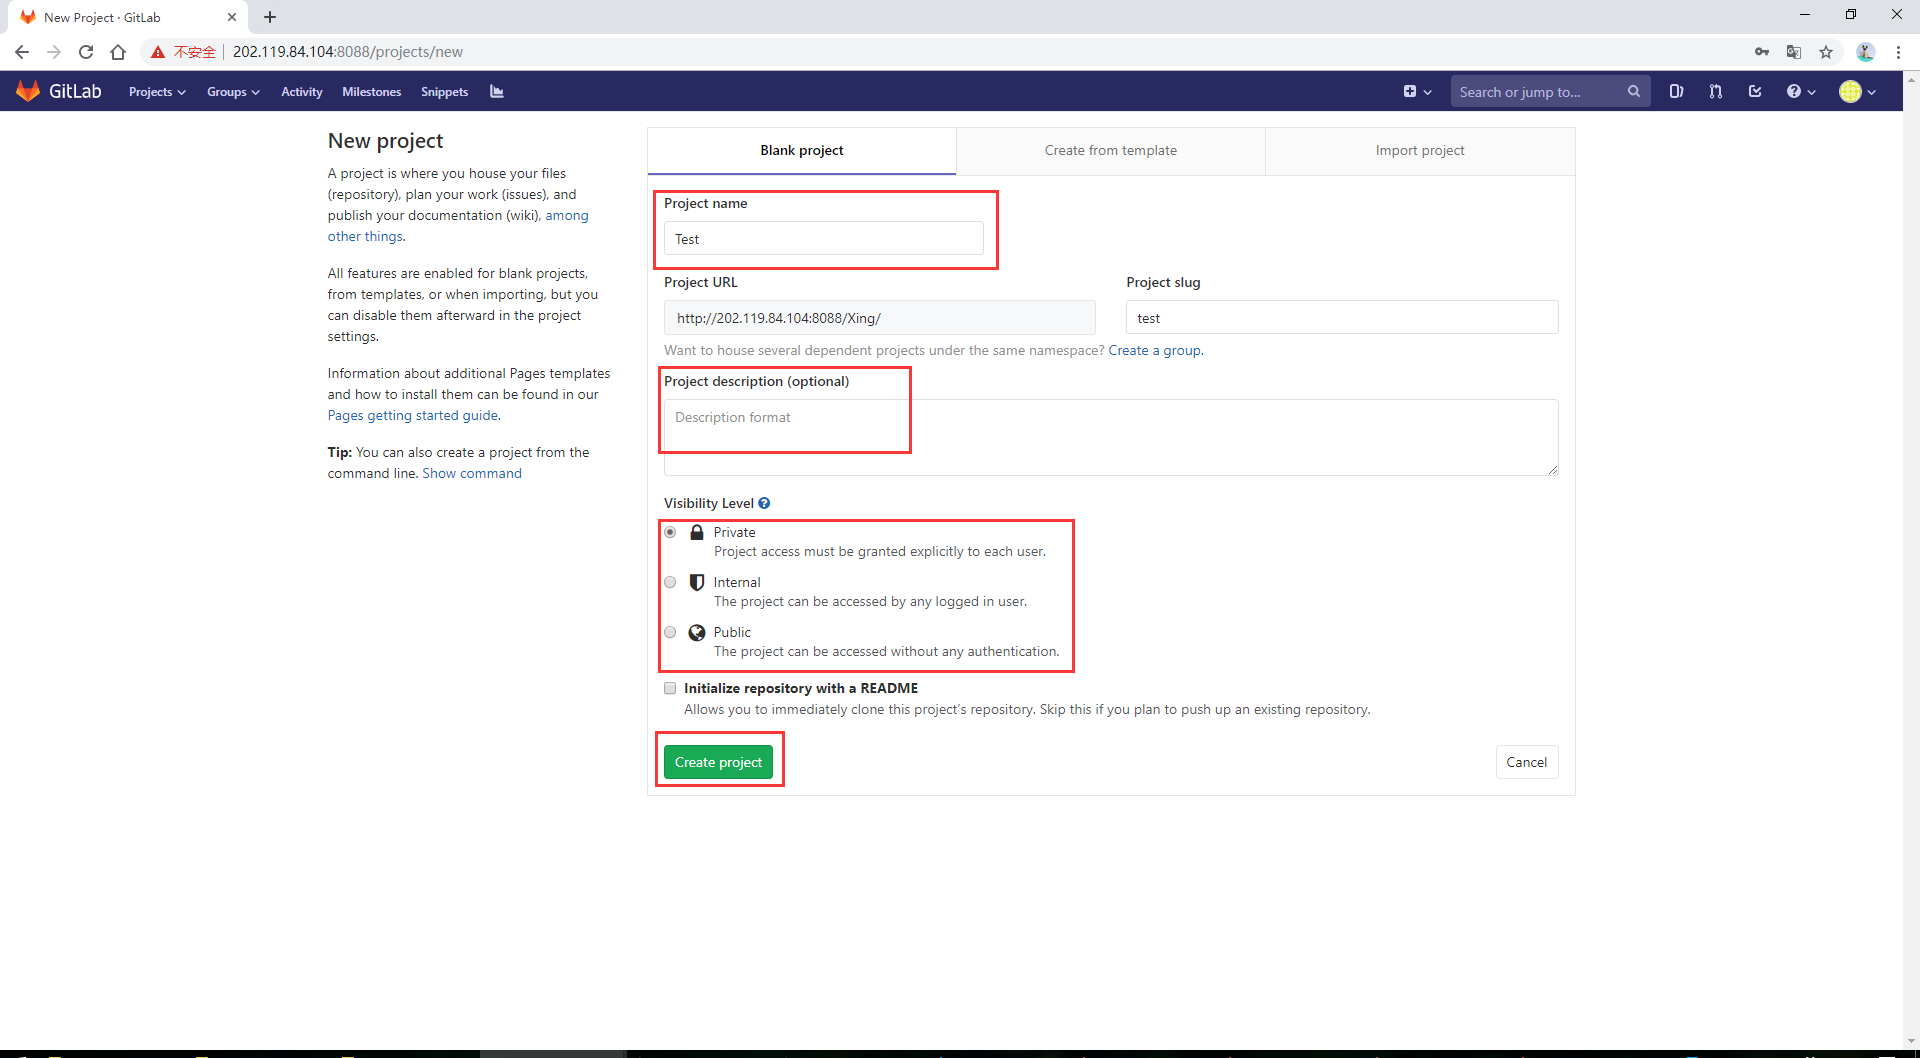 New Project · GitLab
不安全
202.119.84.104:8088/projects/new
GitLab
Projects
Groups
Activity
Milestones
Snippets
Search or jump to...
New project
A project is where you house your files
(repository), plan your work (issues), and
publish your documentation (wiki), among
other things.
All features are enabled for blank projects,
from templates, or when importing, but you
can disable them afterward in the project
settings.
Information about additional Pages templates
and how to install them can be found in our
Pages getting started guide.
Tip: You can also create a project from the
command line. Show command
Blank project
Create from template
Import project
Project name
Test
Project URL
Project slug
http://202.119.84.104:8088/Xing/
test
Want to house several dependent projects under the same namespace? Create a group.
Project description (optional)
Description format
Visibility Level
Private
Project access must be granted explicitly to each user.
Internal
The project can be accessed by any logged in user.
Public
The project can be accessed without any authentication.
Initialize repository with a README
Allows you to immediately clone this project's repository. Skip this if you plan to push up an existing repository.
Create project
Cancel